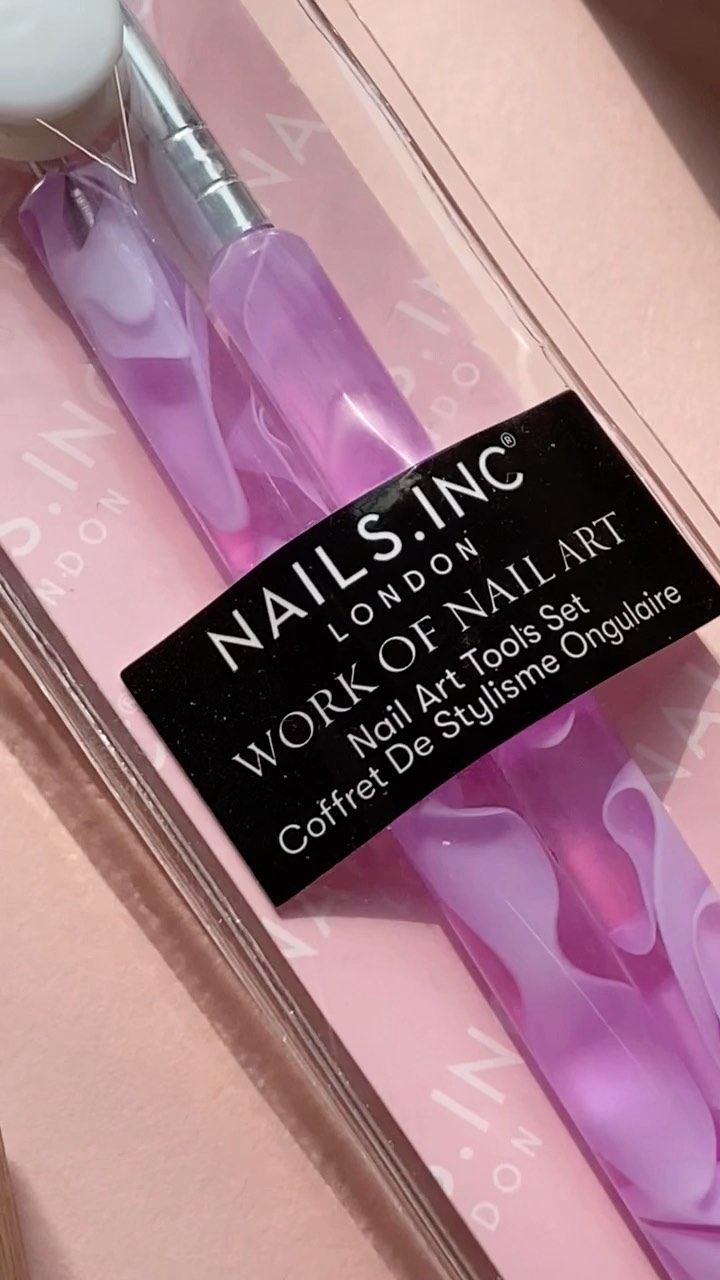 NAILS.INC®
LONDON
WORK OF NAIL ART
Nail Art Tools Set
Coffret De Stylisme Ongulaire